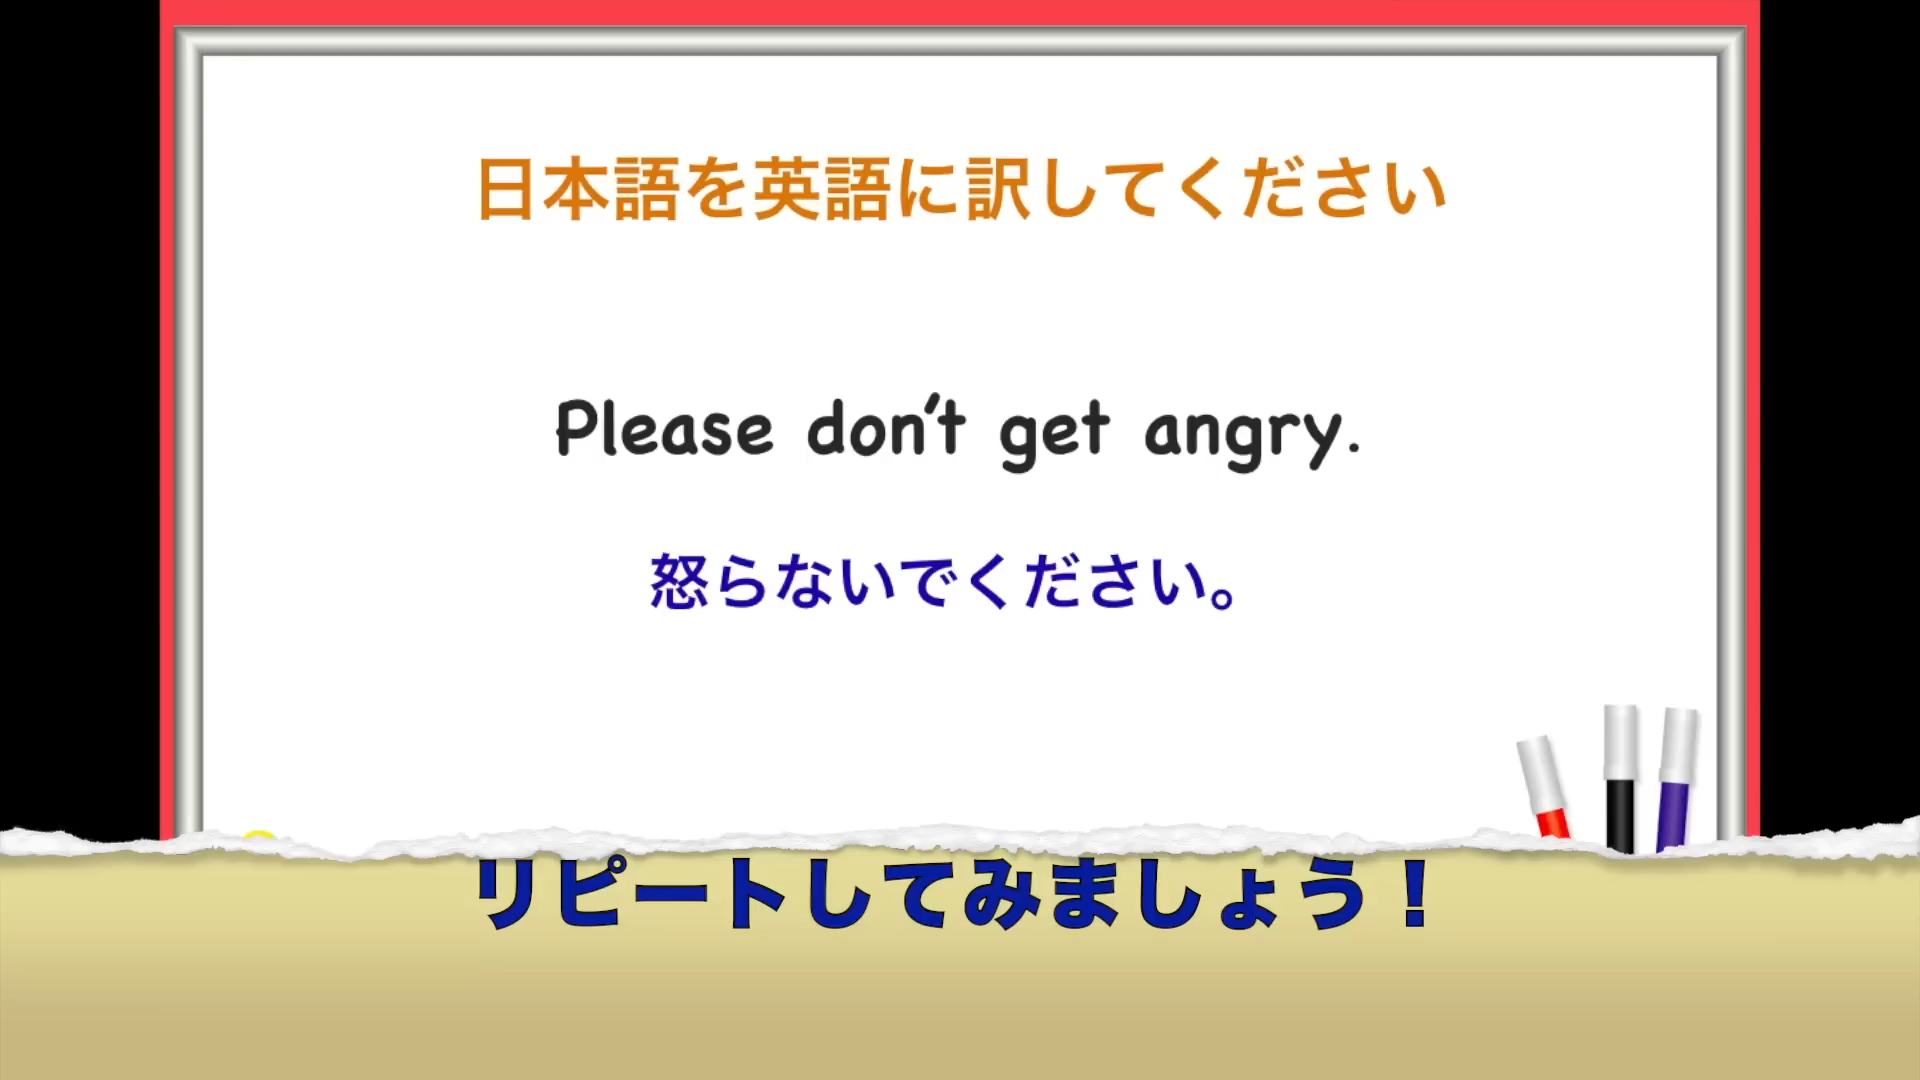 日本語を英語に訳してください
Please don't get angry.
怒らないでください。
リピートしてみましょう！